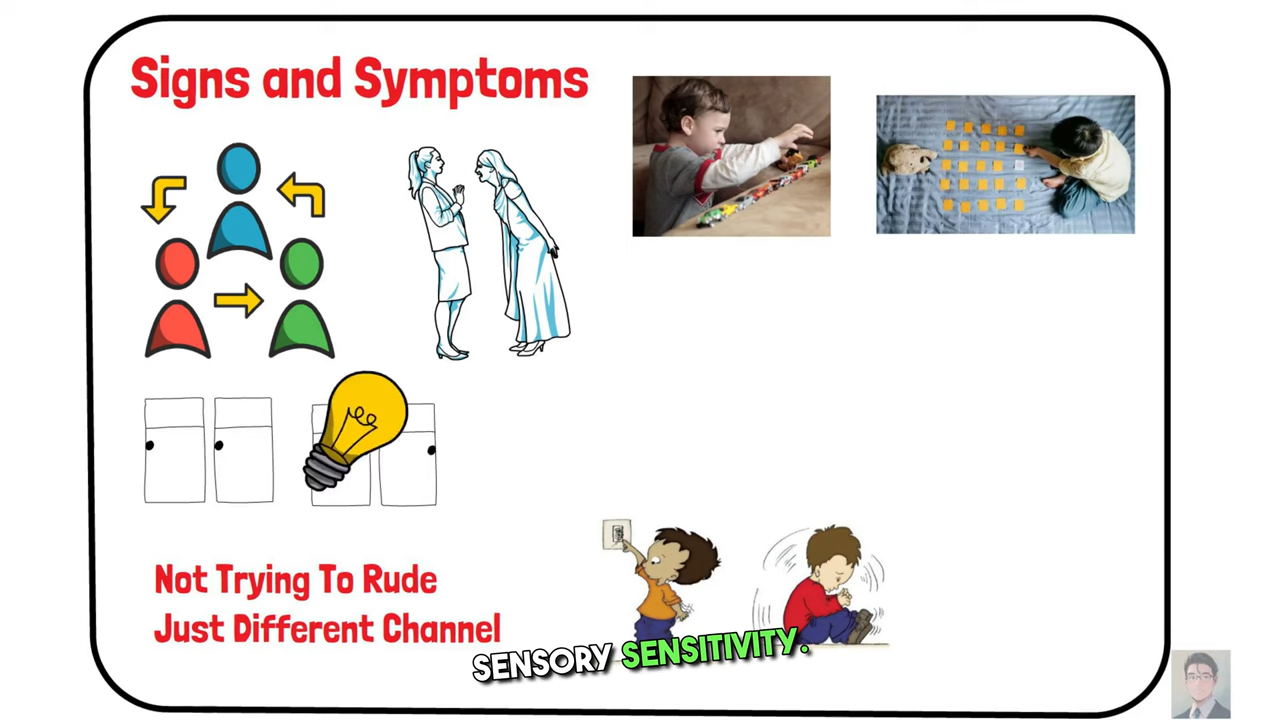 Signs and Symptoms
Not Trying To Rude
Just Different Channel
SENSORY SENSITIVITY.